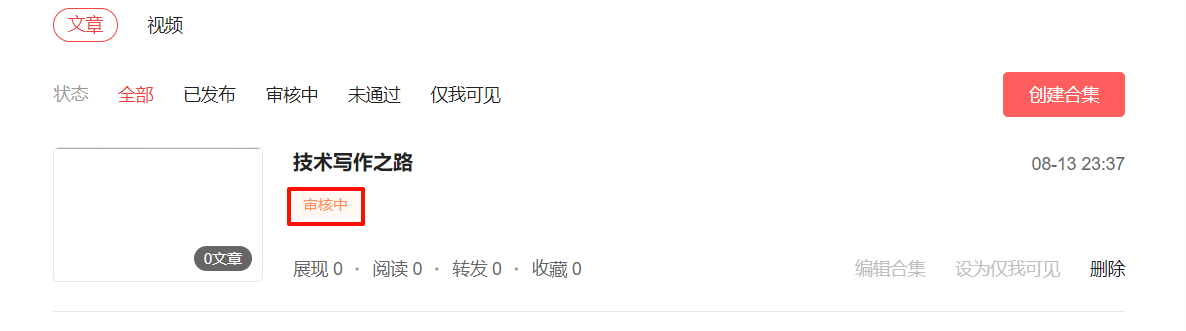 文章 视频
状态 全部 已发布 审核中 未通过 仅我可见 创建合集
技术写作之路 08-13 23:37
审核中
0文章
展现 0 · 阅读 0 · 转发 0 · 收藏 0 编辑合集 设为仅我可见 删除